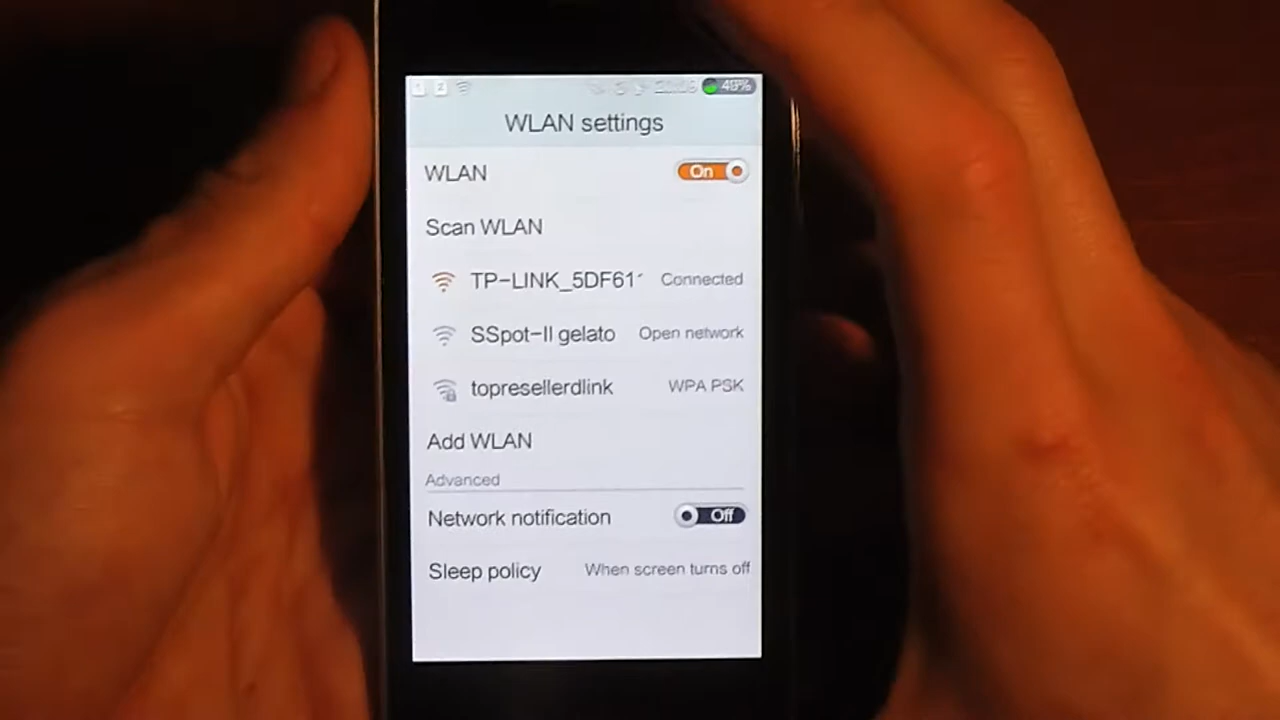 WLAN settings
WLAN On
Scan WLAN
TP-LINK_5DF61 Connected
SSpot-II gelato Open network
topresellerdlink WPA PSK
Add WLAN
Advanced
Network notification Off
Sleep policy When screen turns off